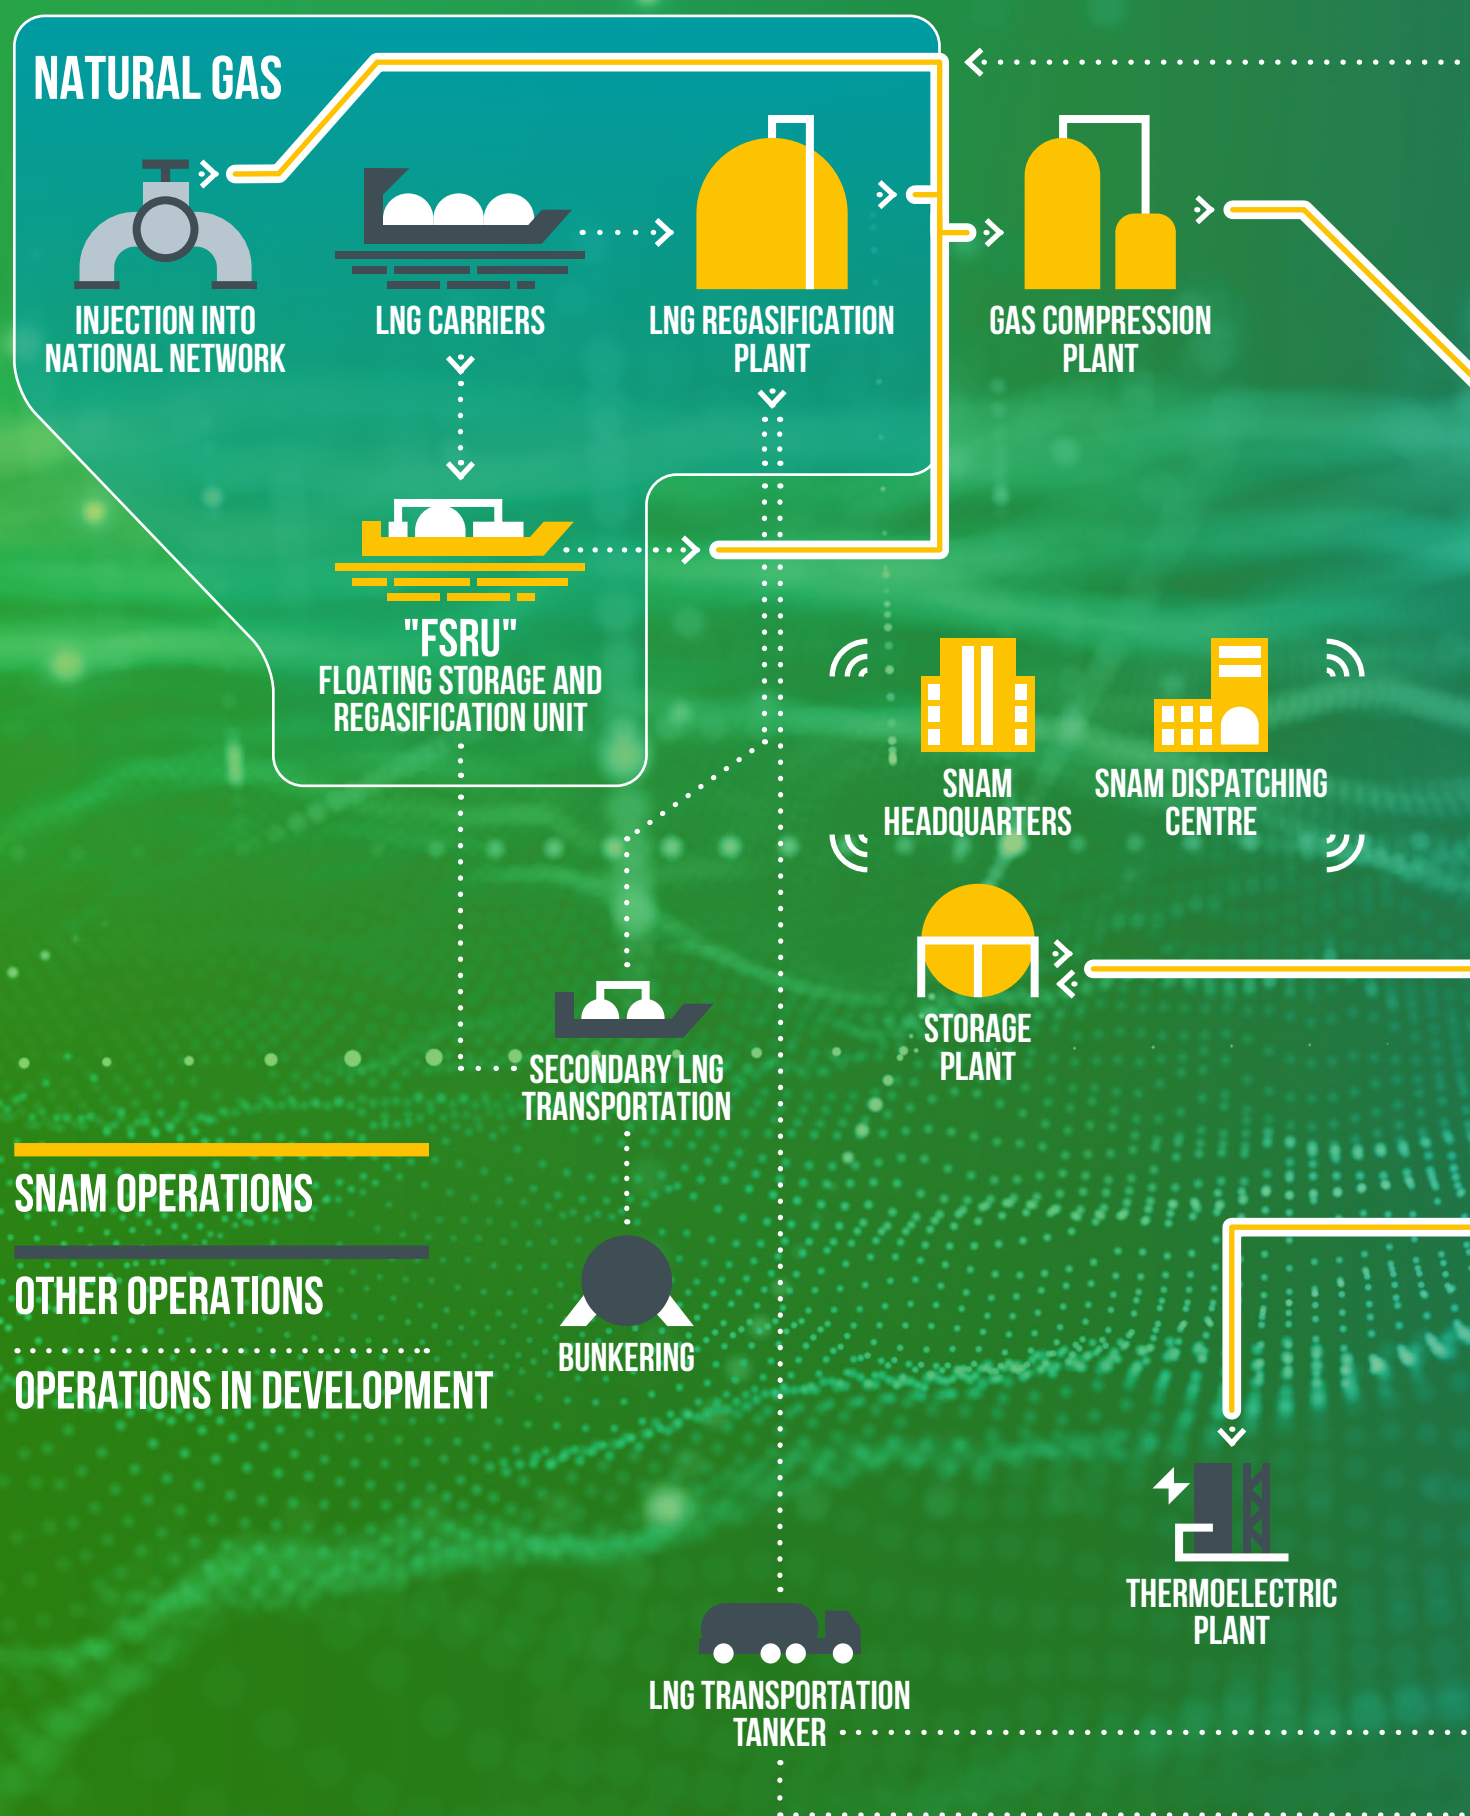 NATURAL GAS
INJECTION INTO
NATIONAL NETWORK
LNG CARRIERS
LNG REGASIFICATION
PLANT
GAS COMPRESSION
PLANT
"FSRU"
FLOATING STORAGE AND
REGASIFICATION UNIT
SNAM
HEADQUARTERS
SNAM DISPATCHING
CENTRE
STORAGE
PLANT
SECONDARY LNG
TRANSPORTATION
SNAM OPERATIONS
OTHER OPERATIONS
OPERATIONS IN DEVELOPMENT
BUNKERING
THERMOELECTRIC
PLANT
LNG TRANSPORTATION
TANKER